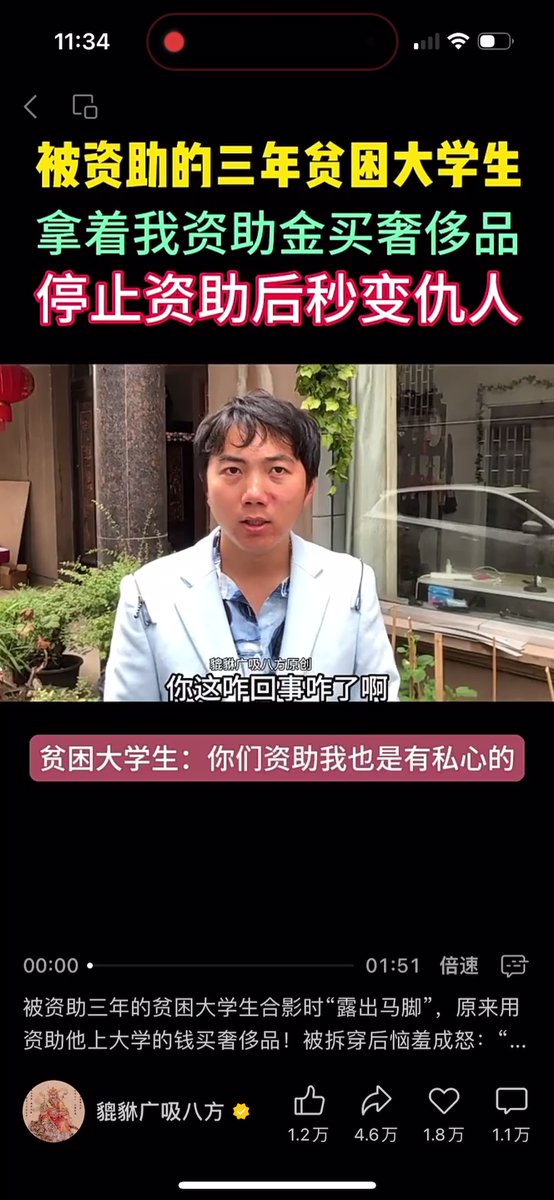 11:34
被资助的三年贫困大学生
拿着我资助金买奢侈品
停止资助后秒变仇人
貔貅广吸八方原创
你这咋回事咋了啊
贫困大学生：你们资助我也是有私心的
00:00
01:51
倍速
被资助三年的贫困大学生合影时“露出马脚”，原来用
资助他上大学的钱买奢侈品！被拆穿后恼羞成怒：“...
貔貅广吸八方
1.2万
4.6万
1.8万
1.1万